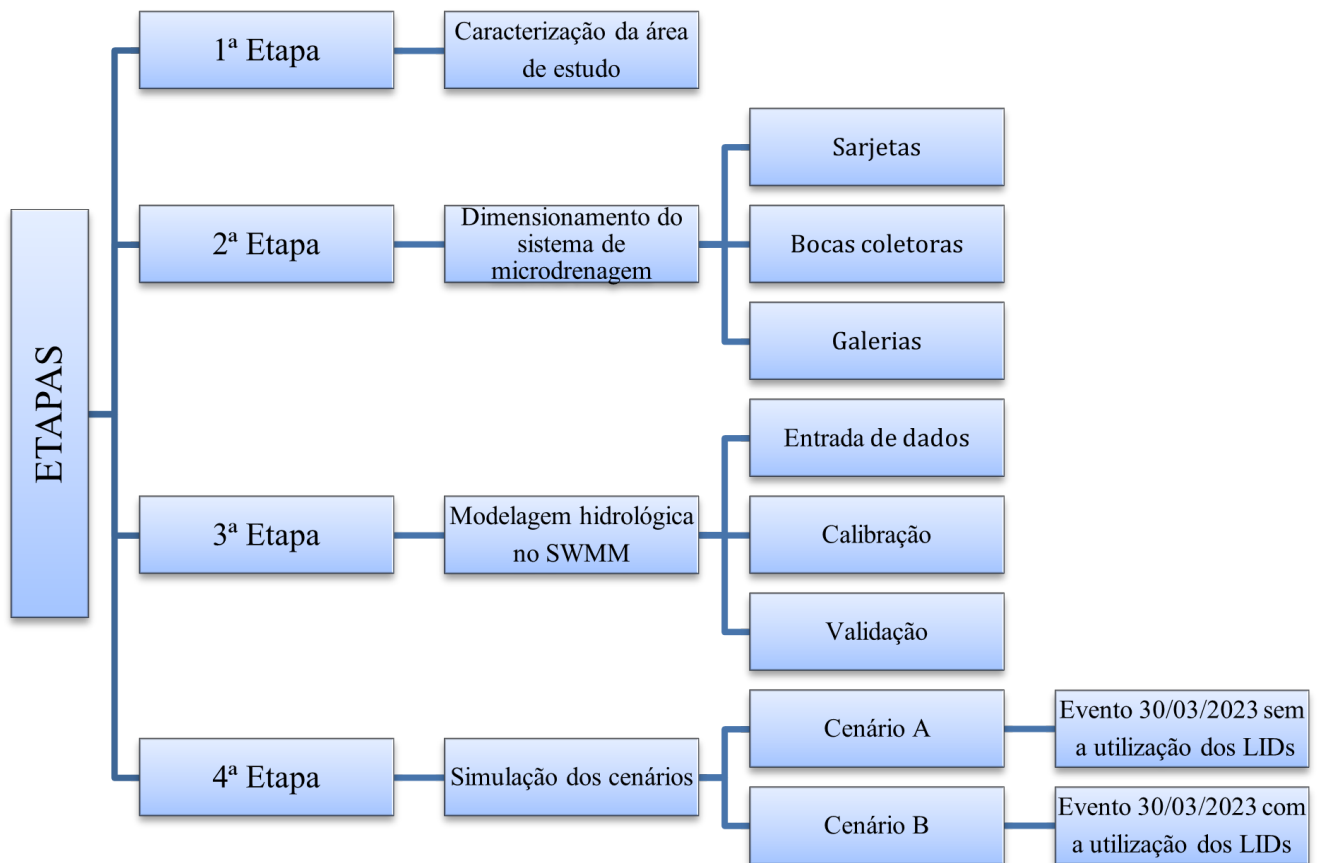 ETAPAS
1ª Etapa
Caracterização da área
de estudo
2ª Etapa
Dimensionamento do
sistema de
microdrenagem
Sarjetas
Bocas coletoras
Galerias
3ª Etapa
Modelagem hidrológica
no SWMM
Entrada de dados
Calibração
Validação
4ª Etapa
Simulação dos cenários
Cenário A
Evento 30/03/2023 sem
a utilização dos LIDs
Cenário B
Evento 30/03/2023 com
a utilização dos LIDs